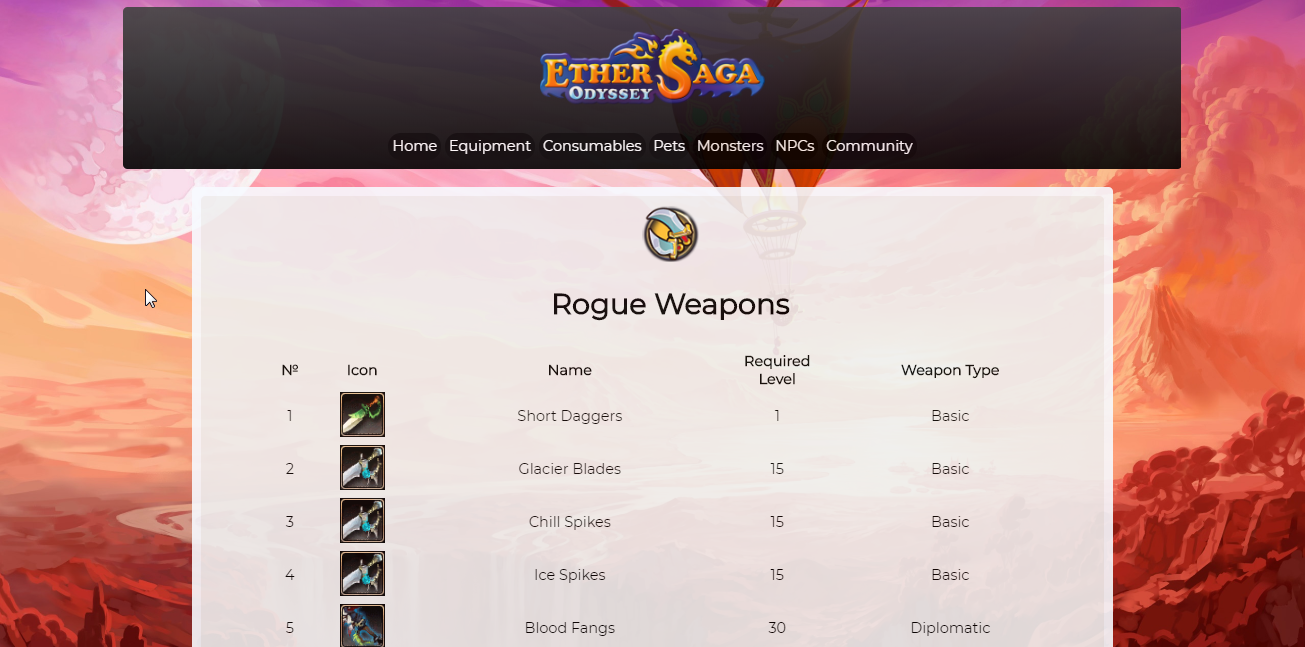 ETHER SAGA
ODYSSEY
Home Equipment Consumables Pets Monsters NPCs Community
Rogue Weapons
Nº Icon Name Required Level Weapon Type
1 Short Daggers 1 Basic
2 Glacier Blades 15 Basic
3 Chill Spikes 15 Basic
4 Ice Spikes 15 Basic
5 Blood Fangs 30 Diplomatic